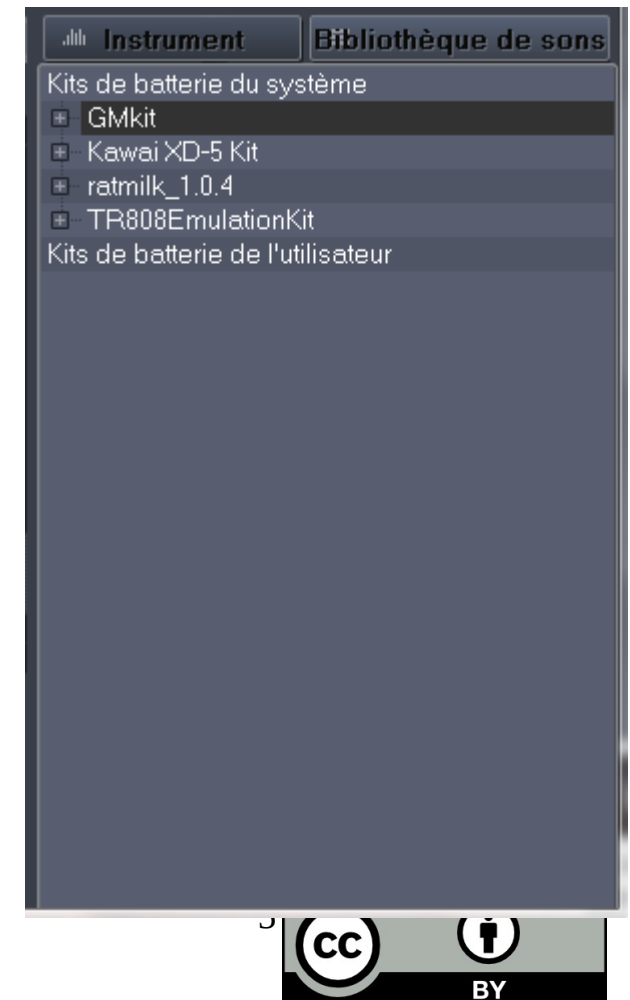 Instrument
Bibliothèque de sons
Kits de batterie du système
GMkit
Kawai XD-5 Kit
ratmilk_1.0.4
TR808EmulationKit
Kits de batterie de l'utilisateur
cc
BY